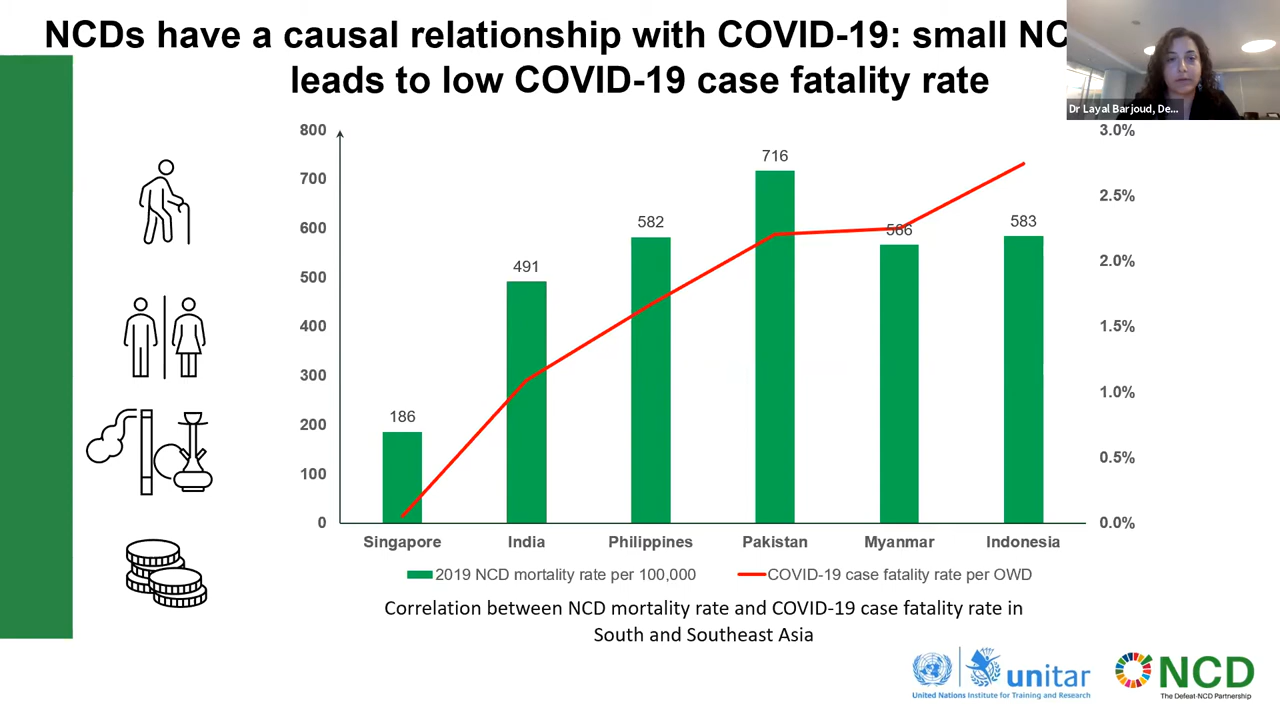 NCDs have a causal relationship with COVID-19: small NC
leads to low COVID-19 case fatality rate
Dr Layal Barjoud, De...
800
700
600
500
400
300
200
100
0
3.0%
2.5%
2.0%
1.5%
1.0%
0.5%
0.0%
186
491
582
716
566
583
Singapore India Philippines Pakistan Myanmar Indonesia
2019 NCD mortality rate per 100,000 COVID-19 case fatality rate per OWD
Correlation between NCD mortality rate and COVID-19 case fatality rate in
South and Southeast Asia
unitar
United Nations Institute for Training and Research
NCD
The Defeat-NCD Partnership